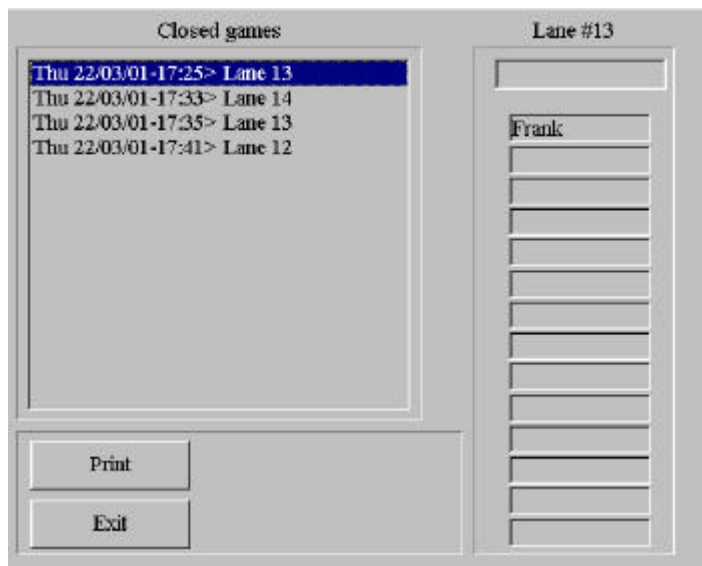 Closed games
Thu 22/03/01-17:25> Lane 13
Thu 22/03/01-17:33> Lane 14
Thu 22/03/01-17:35> Lane 13
Thu 22/03/01-17:41> Lane 12
Print
Exit
Lane #13
Frank